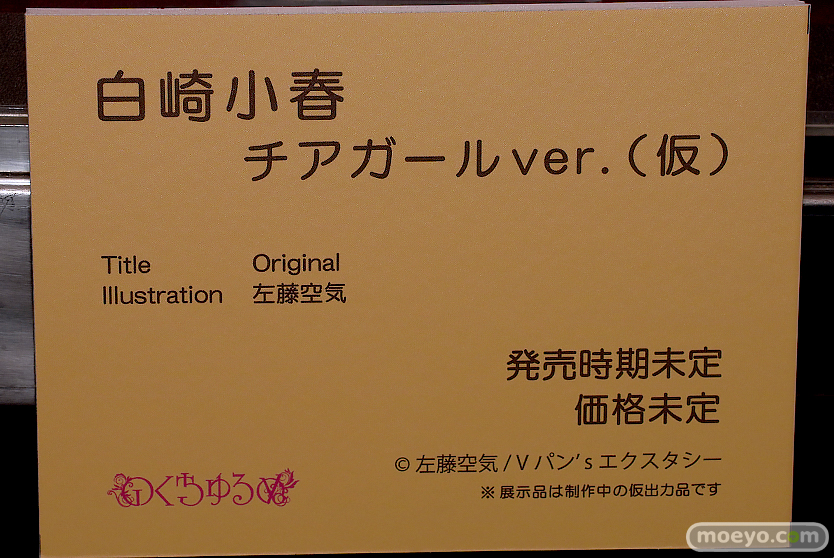 白崎小春
チアガールver.(仮)
Title Original
Illustration 左藤空気
発売時期未定
価格未定
© 左藤空気/Vパン'sエクスタシー
※展示品は制作中の仮出力品です
moeyo.com